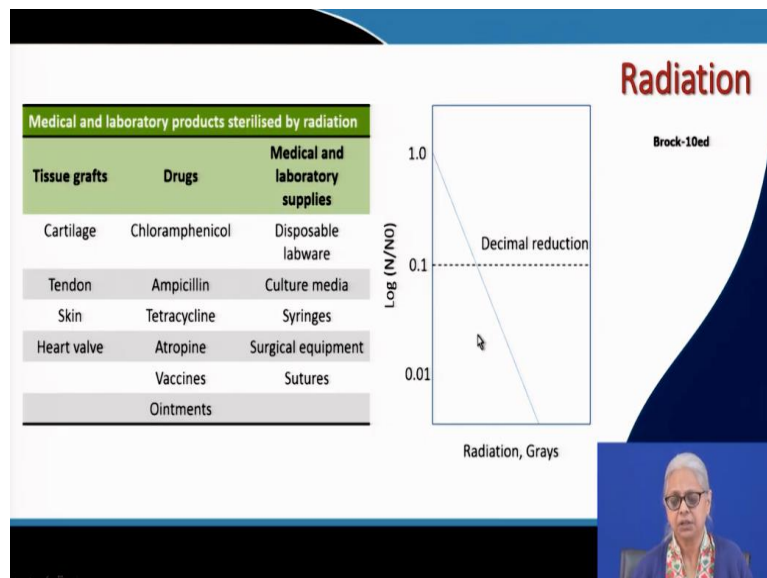 Radiation
Brock-10ed
Medical and laboratory products sterilised by radiation
Tissue grafts Drugs Medical and laboratory supplies
Cartilage Chloramphenicol Disposable labware
Tendon Ampicillin Culture media
Skin Tetracycline Syringes
Heart valve Atropine Surgical equipment
Vaccines Sutures
Ointments
Log (N/N0)
1.0
Decimal reduction
0.1
0.01
Radiation, Grays